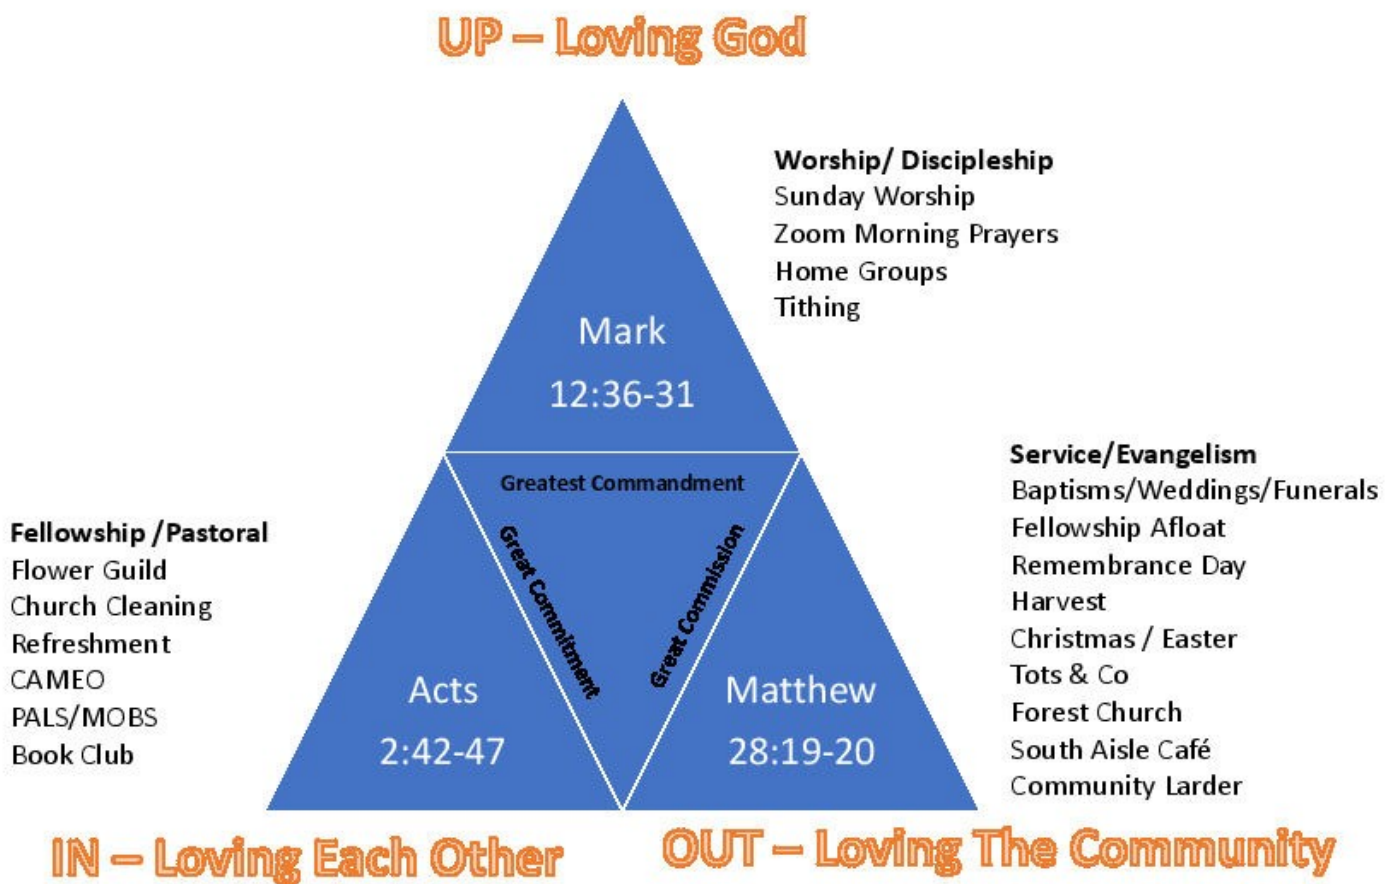 UP – Loving God
Worship/ Discipleship
Sunday Worship
Zoom Morning Prayers
Home Groups
Tithing
Mark
12:36-31
Greatest Commandment
Great Commitment
Great Commission
Service/Evangelism
Baptisms/Weddings/Funerals
Fellowship Afloat
Remembrance Day
Harvest
Christmas / Easter
Tots & Co
Forest Church
South Aisle Café
Community Larder
Fellowship /Pastoral
Flower Guild
Church Cleaning
Refreshment
CAMEO
PALS/MOBS
Book Club
Acts
2:42-47
Matthew
28:19-20
IN – Loving Each Other
OUT – Loving The Community